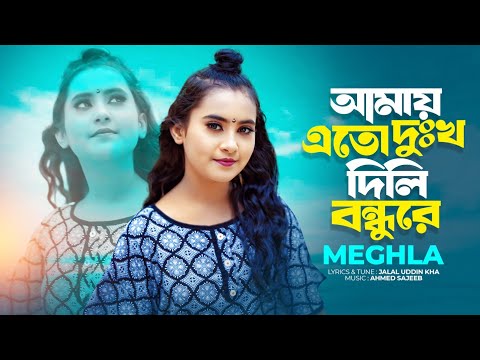 আমায়
এতো দুঃখ
দিলি
বন্ধুরে
MEGHLA
LYRICS & TUNE : JALAL UDDIN KHA
MUSIC : AHMED SAJEEB